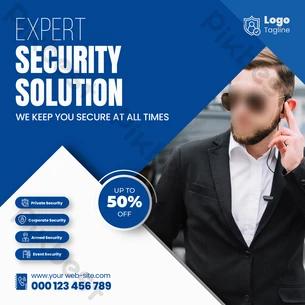 EXPERT
SECURITY
SOLUTION
WE KEEP YOU SECURE AT ALL TIMES
Logo
Tagline
UP TO
50%
OFF
Private Security
Corporate Security
Armed Security
Event Security
www.your web-site.com
000 123 456 789